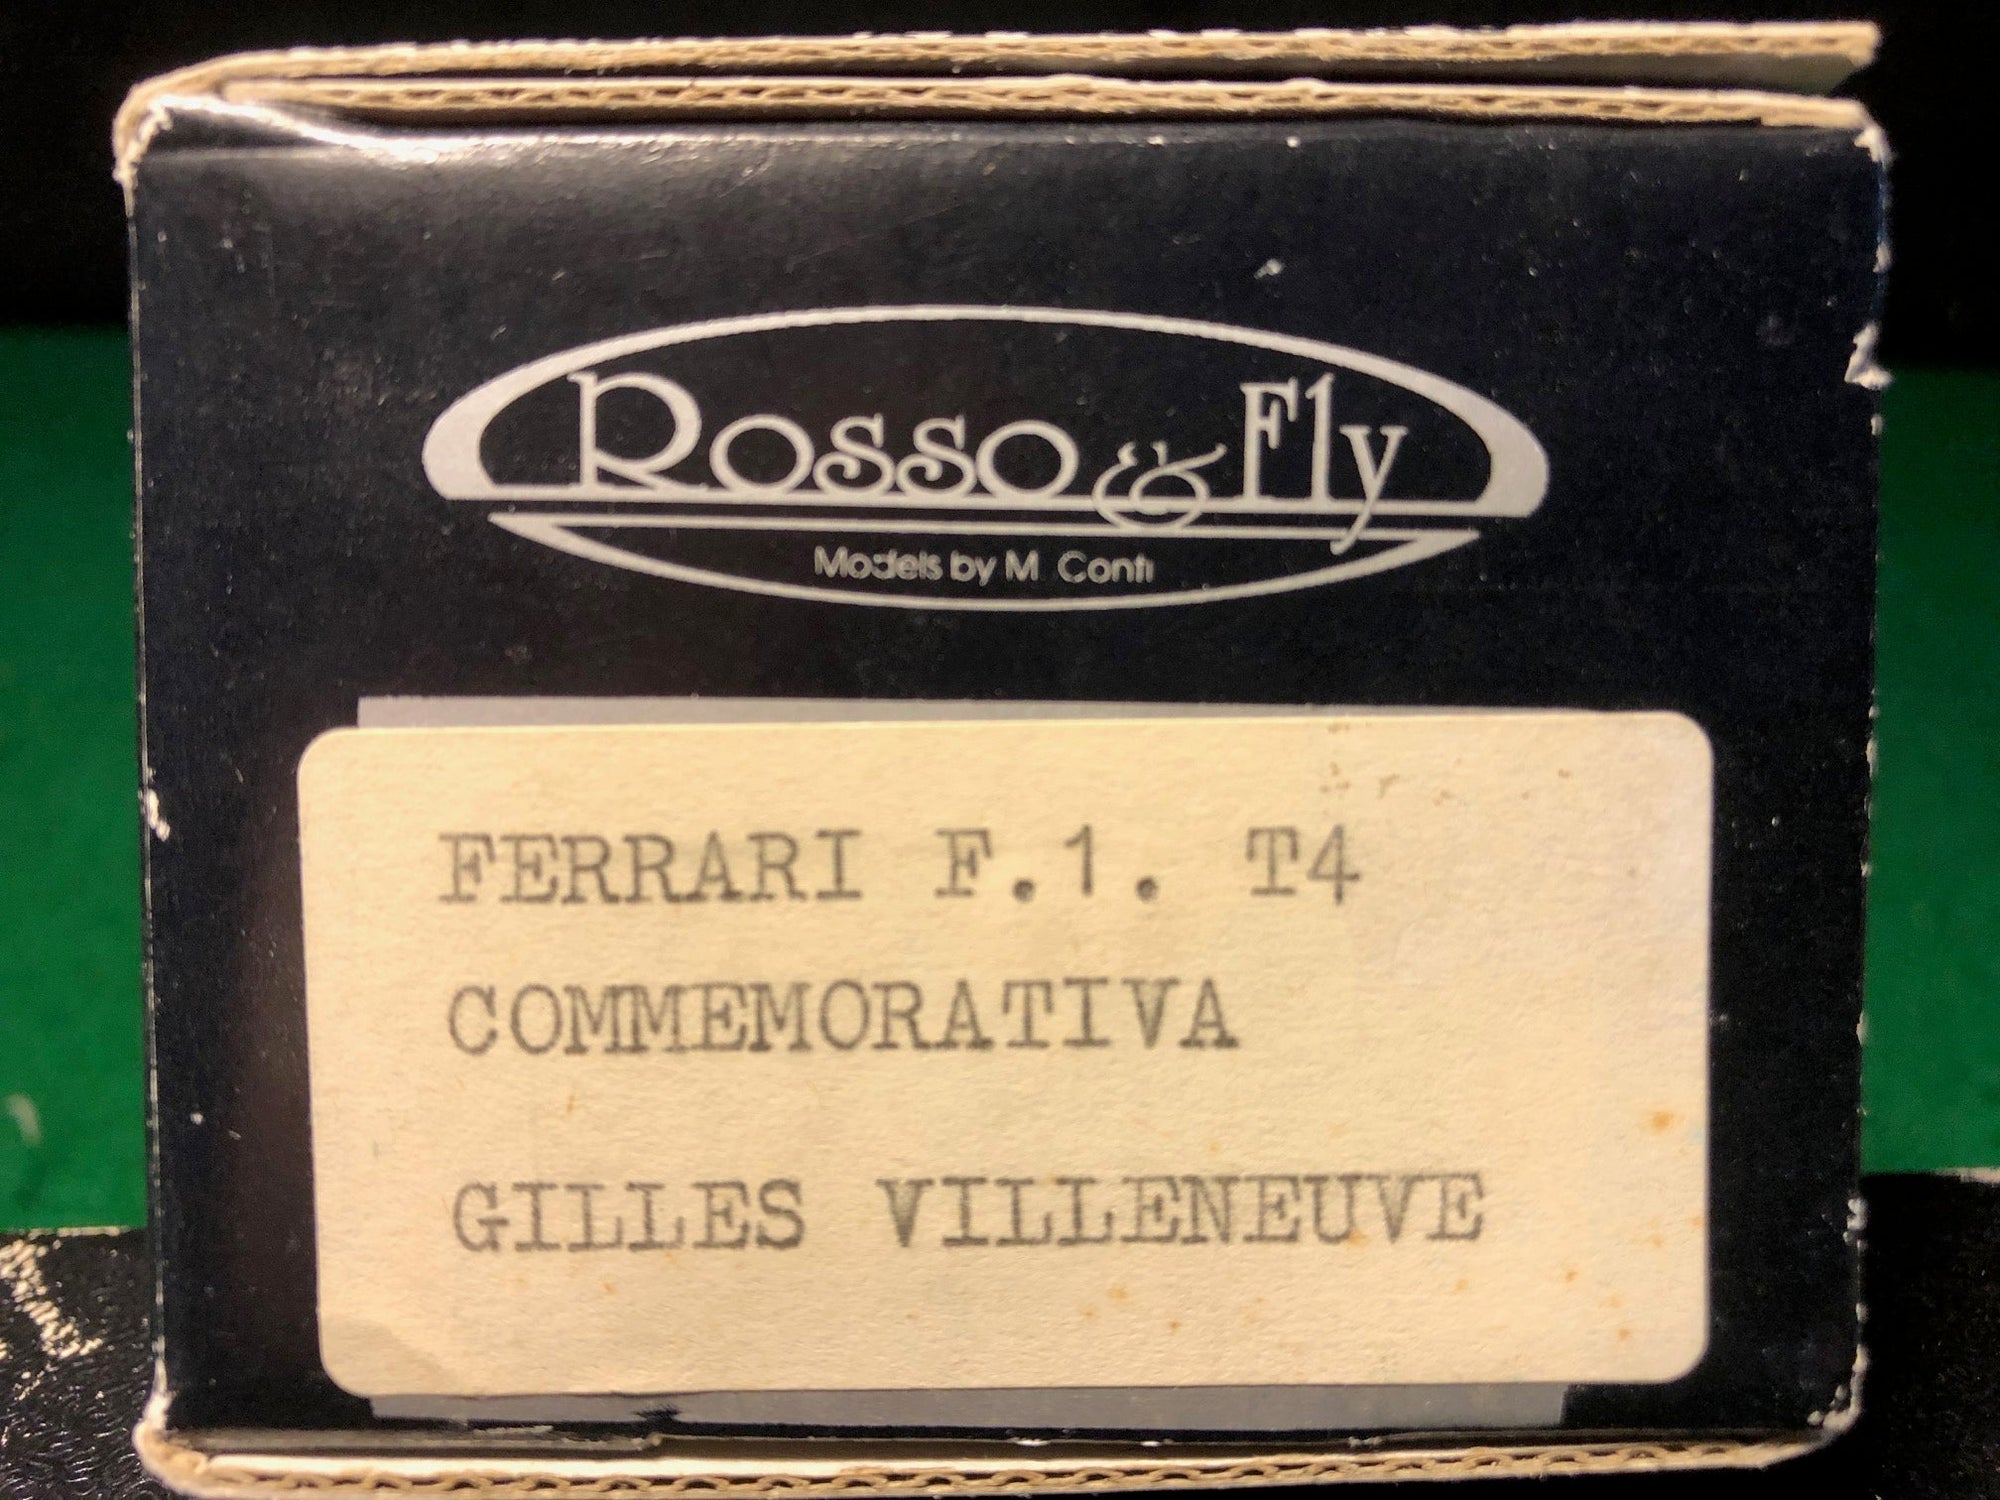 Rosso & Fly
Models by M Conti
FERRARI F.1. T4
COMMEMORATIVA
GILLES VILLENEUVE